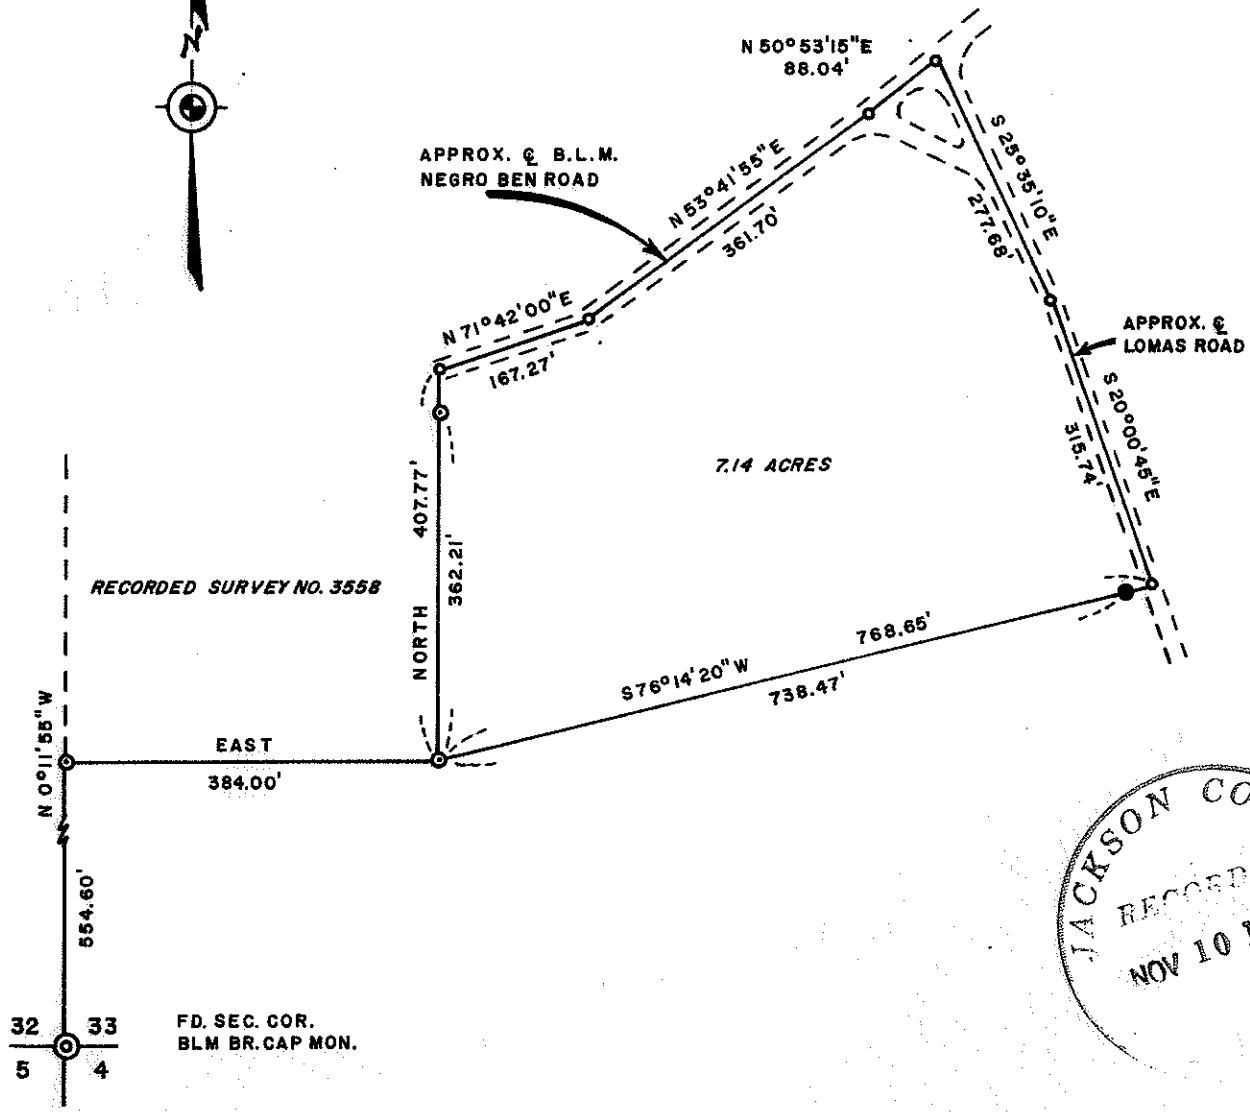 N
N 50°53'15"E
88.04'
APPROX. ℄ B.L.M.
NEGRO BEN ROAD
N 53°41'55"E
361.70'
S 25°35'10"E
277.68'
N 71°42'00"E
167.27'
APPROX. ℄
LOMAS ROAD
S 20°00'45"E
315.74'
7.14 ACRES
NORTH 407.77'
362.21'
RECORDED SURVEY NO. 3558
768.65'
S76°14'20"W
738.47'
N 0°11'55"W
EAST
384.00'
554.60'
JACKSON CO
RECORD
NOV 10
32 33
5 4
FD. SEC. COR.
BLM BR. CAP MON.